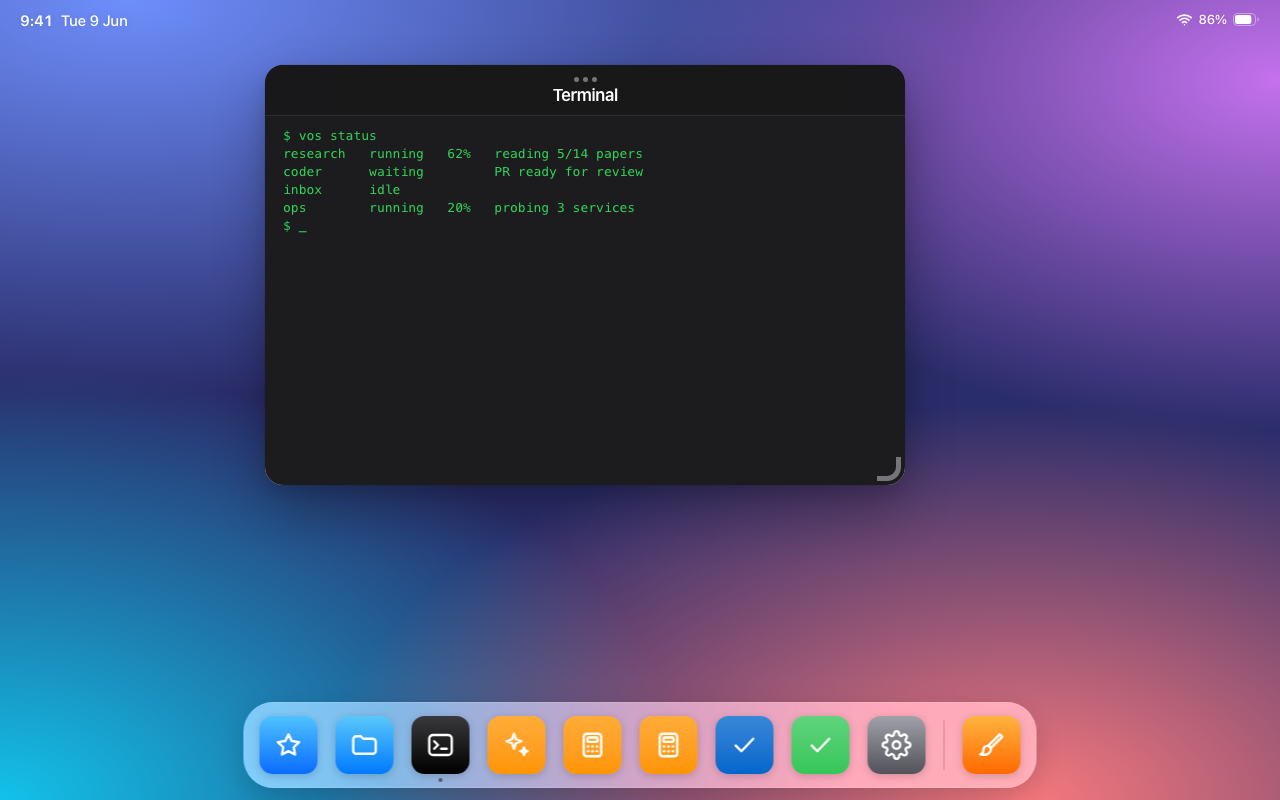 9:41 Tue 9 Jun
86%
Terminal
$ vos status
research running 62% reading 5/14 papers
coder waiting PR ready for review
inbox idle
ops running 20% probing 3 services
$ _